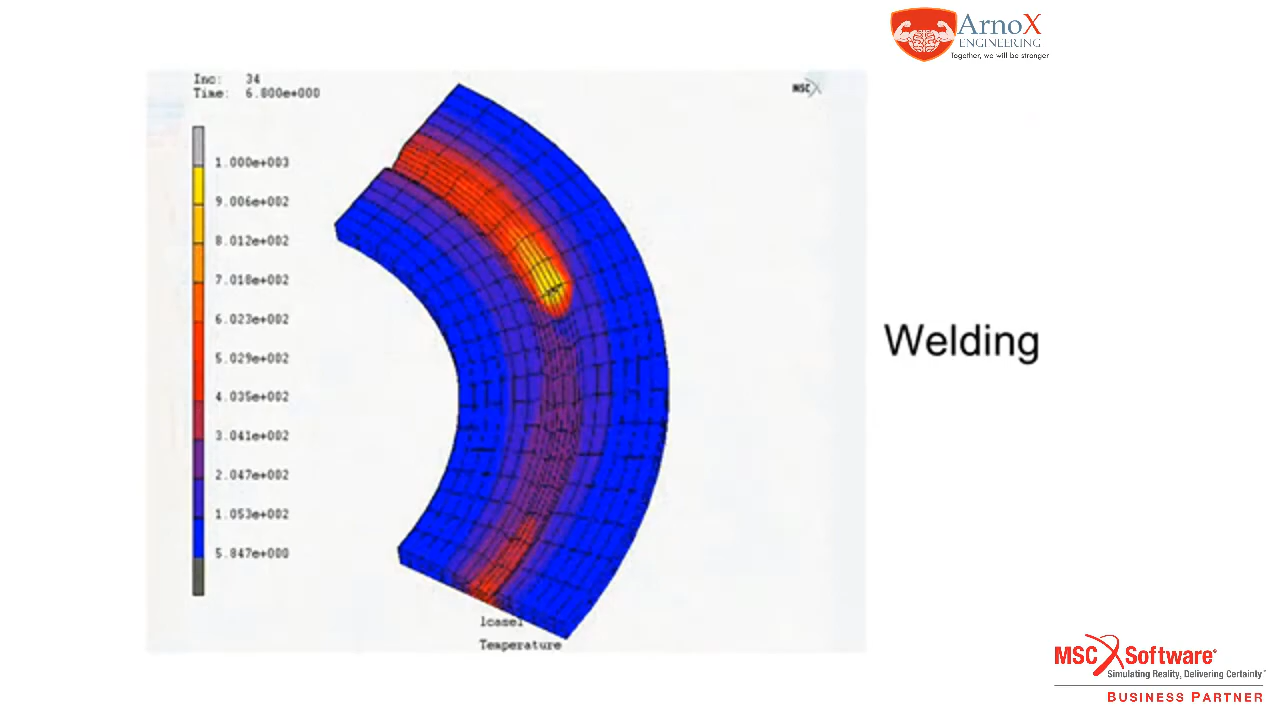 ArnoX
ENGINEERING
Together, we will be stronger
Inc: 34
Time: 6.800e+000
MSC
1.000e+003
9.006e+002
8.012e+002
7.018e+002
6.023e+002
5.029e+002
4.035e+002
3.041e+002
2.047e+002
1.053e+002
5.847e+000
Welding
lcase1
Temperature
MSC Software
Simulating Reality, Delivering Certainty
BUSINESS PARTNER